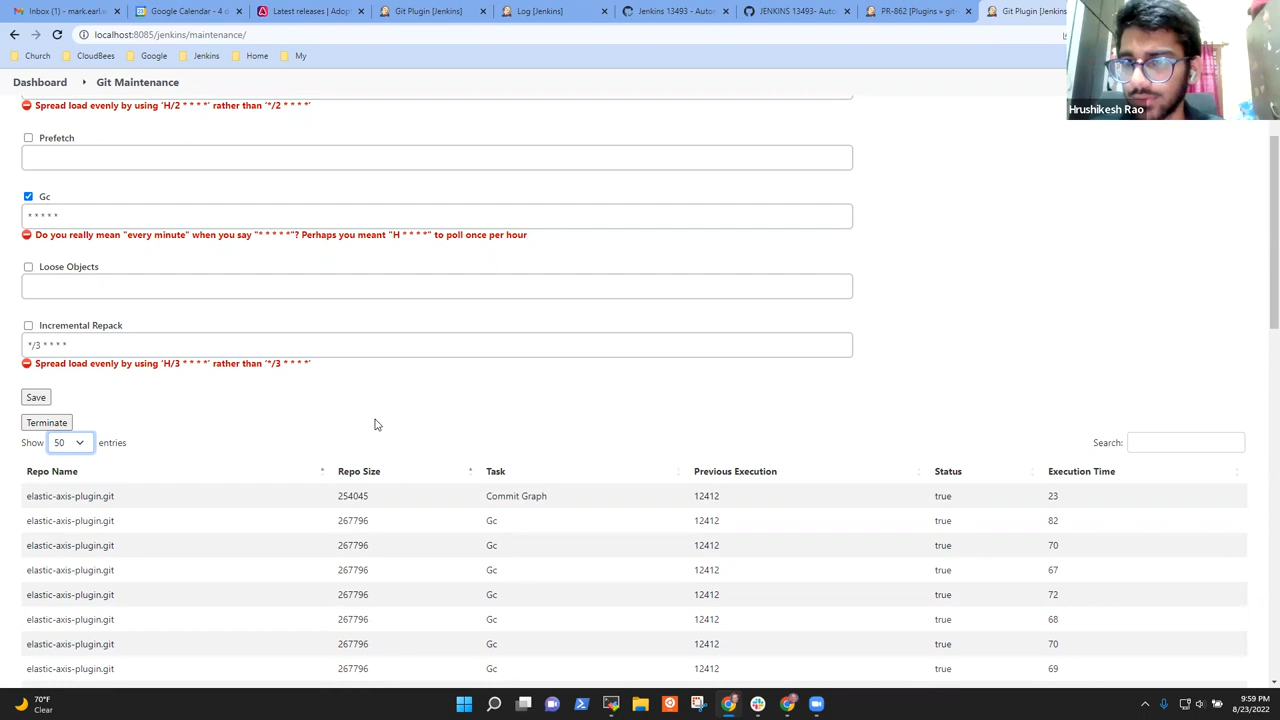 Inbox (1) - mark.earl.w
Google Calendar - 4 d
Latest releases | Adopt
Git Plugin [Jenkins]
Log [Jenkins]
JENKINS 13493- Auto
JENKINS 13493- Auto
PR-862 [Plugins » git-
Git Plugin [Jenkin
localhost:8085/jenkins/maintenance/
Church
CloudBees
Google
Jenkins
Home
My
Dashboard
Git Maintenance
Hrushikesh Rao
Spread load evenly by using ‘H/2 * * * *’ rather than ‘*/2 * * * *’
Prefetch
Gc
* * * * *
Do you really mean "every minute" when you say "* * * * *"? Perhaps you meant "H * * * *" to poll once per hour
Loose Objects
Incremental Repack
*/3 * * * *
Spread load evenly by using ‘H/3 * * * *’ rather than ‘*/3 * * * *’
Save
Terminate
Show 50 entries Search:
Repo Name Repo Size Task Previous Execution Status Execution Time
elastic-axis-plugin.git 254045 Commit Graph 12412 true 23
elastic-axis-plugin.git 267796 Gc 12412 true 82
elastic-axis-plugin.git 267796 Gc 12412 true 70
elastic-axis-plugin.git 267796 Gc 12412 true 67
elastic-axis-plugin.git 267796 Gc 12412 true 72
elastic-axis-plugin.git 267796 Gc 12412 true 68
elastic-axis-plugin.git 267796 Gc 12412 true 70
elastic-axis-plugin.git 267796 Gc 12412 true 69
70°F
Clear
9:59 PM
8/23/2022